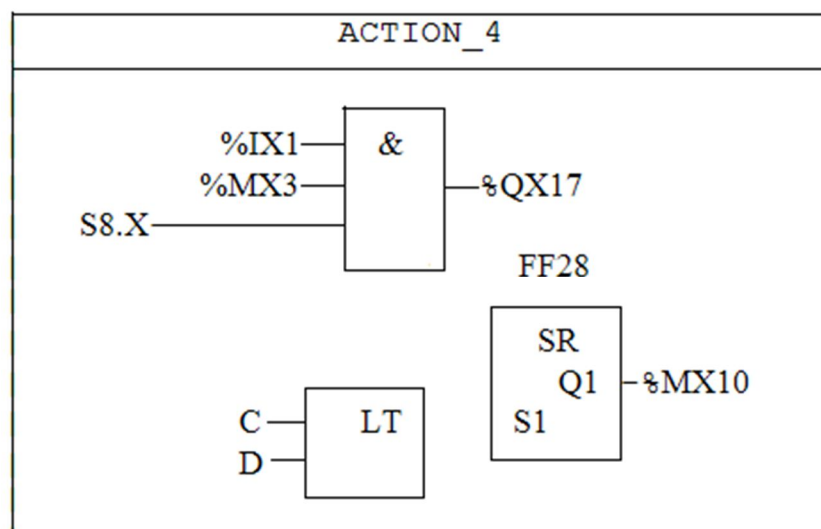 ACTION_4
%IX1
&
%MX3
%QX17
S8.X
FF28
SR
Q1
%MX10
S1
C
LT
D